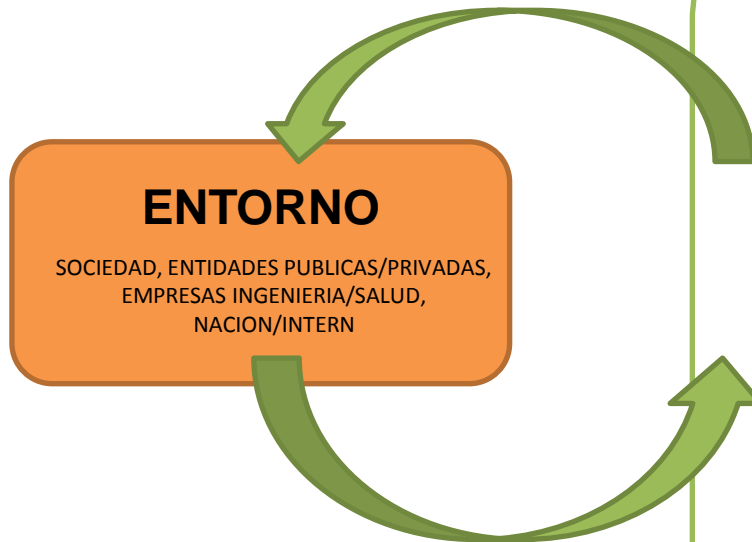 ENTORNO
SOCIEDAD, ENTIDADES PUBLICAS/PRIVADAS,
EMPRESAS INGENIERIA/SALUD,
NACION/INTERN